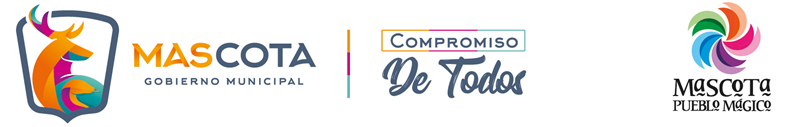 MASCOTA
GOBIERNO MUNICIPAL
COMPROMISO
De Todos
MASCOTA
PUEBLO MÁGICO